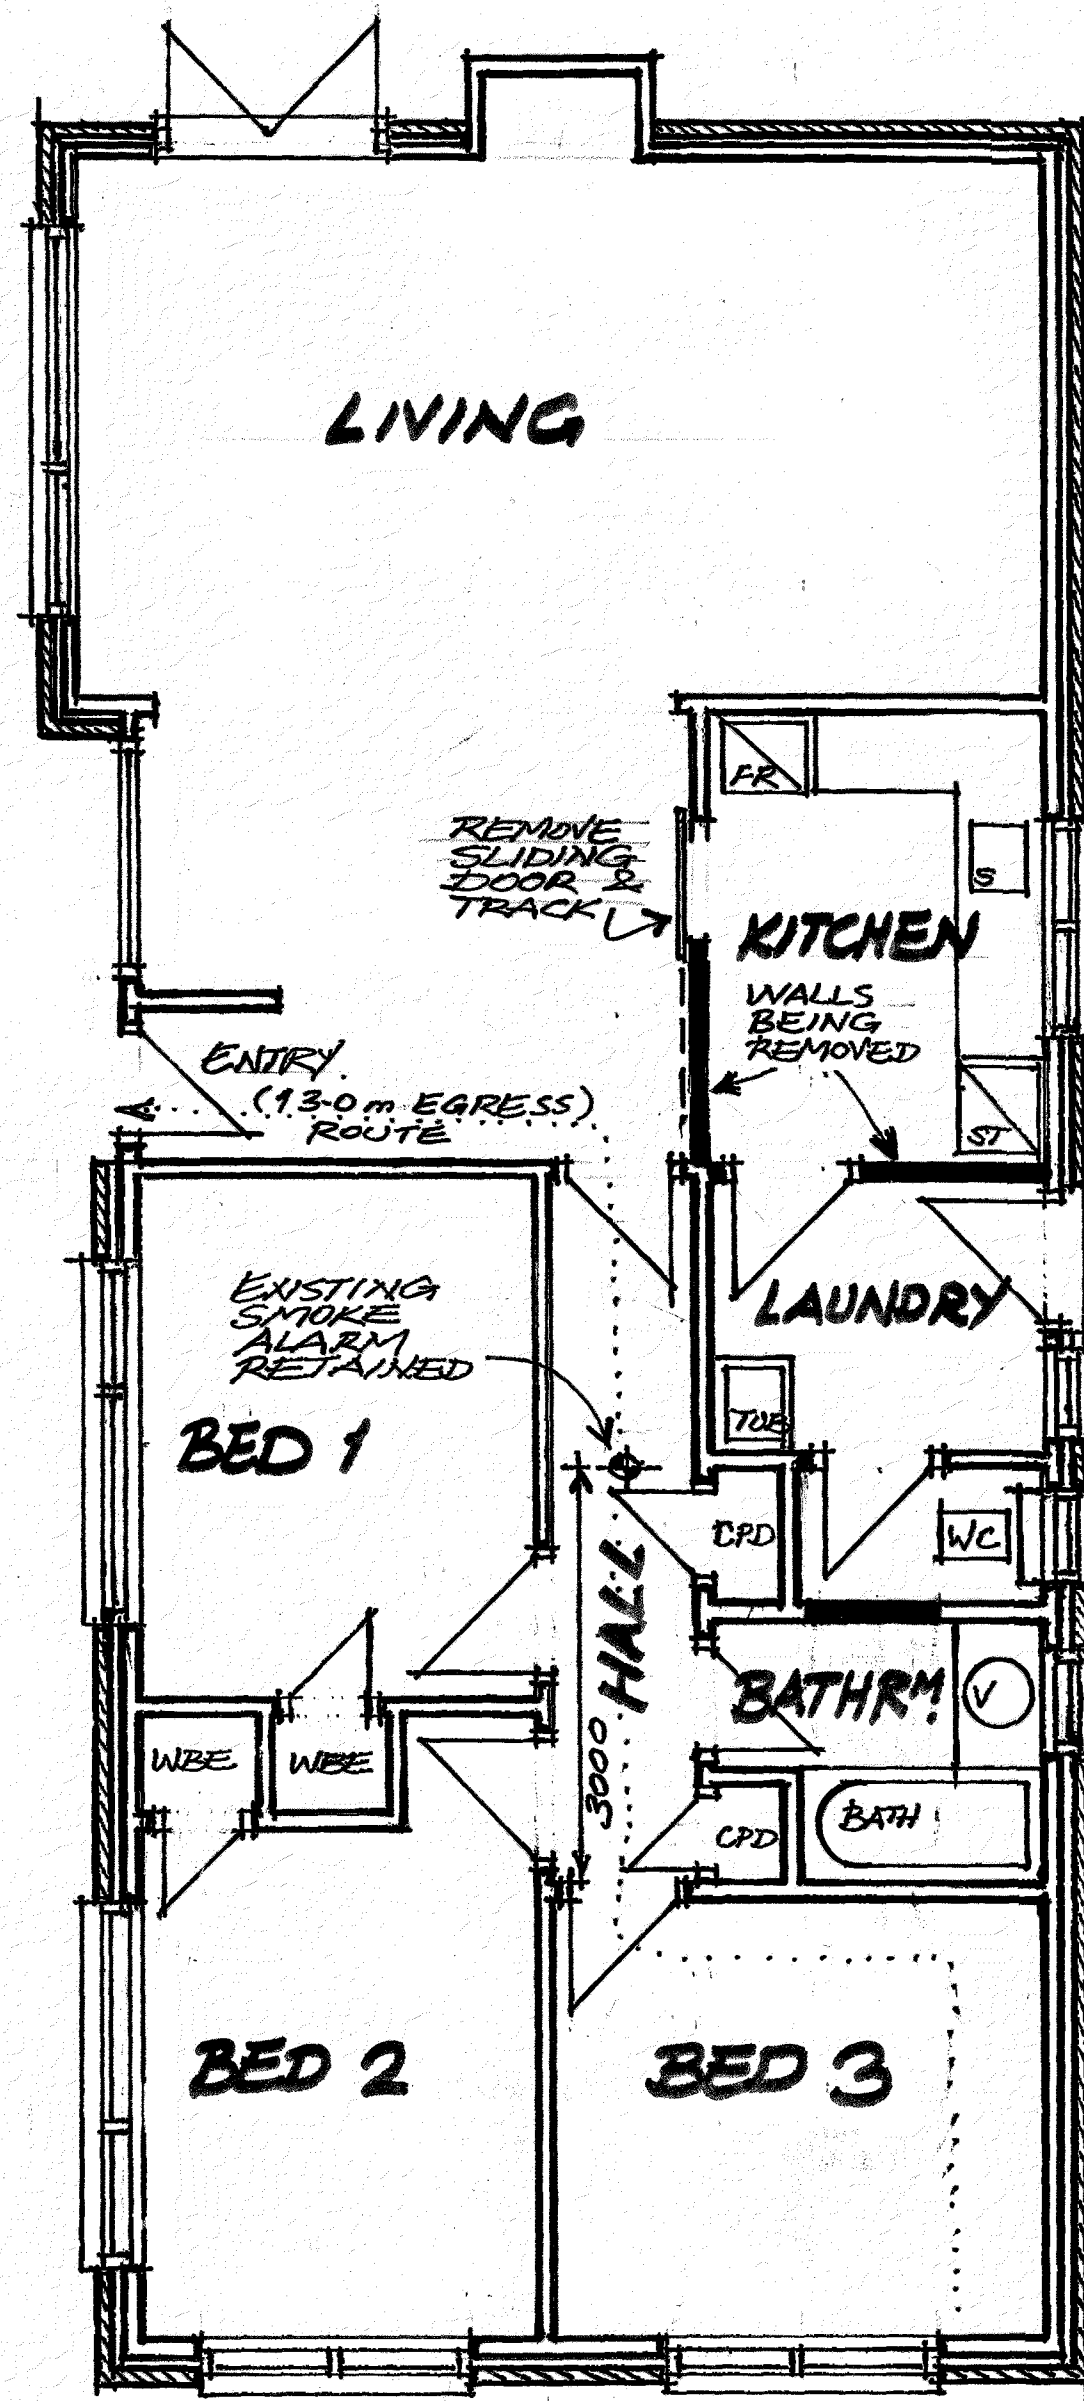 LIVING
FR
REMOVE
SLIDING
DOOR &
TRACK
S
KITCHEN
WALLS
BEING
REMOVED
ENTRY.
(13-0 m EGRESS)
ROUTE
ST
EXISTING
SMOKE
ALARM
RETAINED
LAUNDRY
TUB
BED 1
CPD
WC
HALL
3000
BATHRM.
V
WBE
WBE
CPD
BATH
BED 2
BED 3